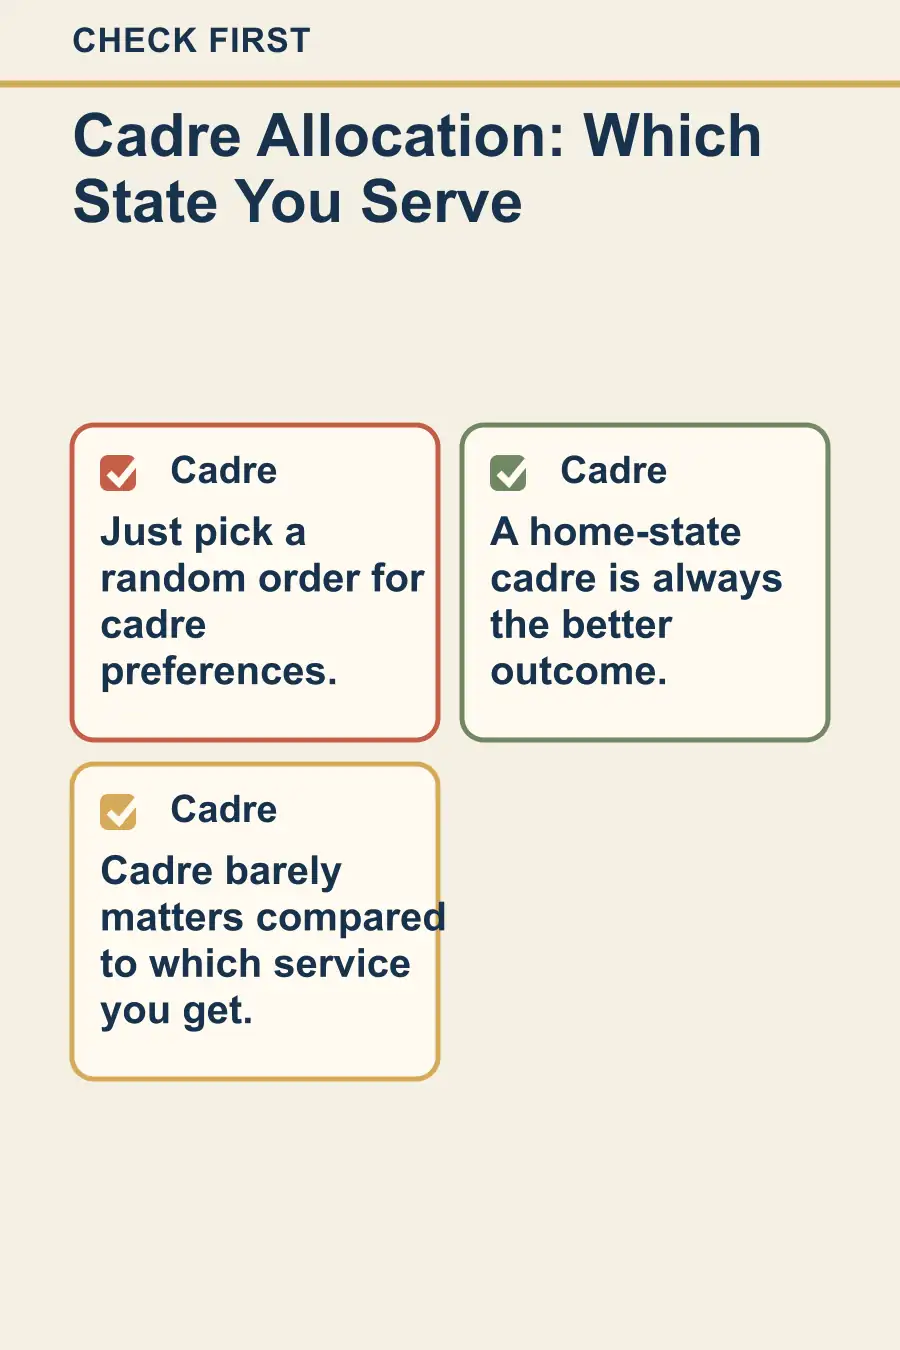 CHECK FIRST
Cadre Allocation: Which
State You Serve
Cadre
Just pick a
random order for
cadre
preferences.
Cadre
A home-state
cadre is always
the better
outcome.
Cadre
Cadre barely
matters compared
to which service
you get.